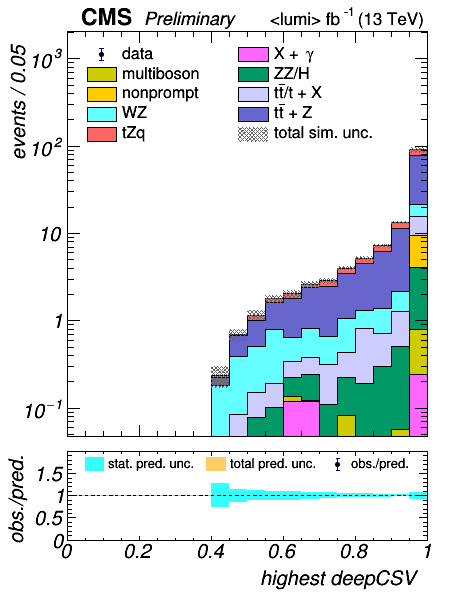 CMS Preliminary <lumi> fb⁻¹ (13 TeV)
events / 0.05
10³
10²
10
1
10⁻¹
data
multiboson
nonprompt
WZ
tZq
X + γ
ZZ/H
tt̄/t + X
tt̄ + Z
total sim. unc.
obs./pred.
1.5
1
0.5
0
stat. pred. unc.
total pred. unc.
obs./pred.
0 0.2 0.4 0.6 0.8 1
highest deepCSV